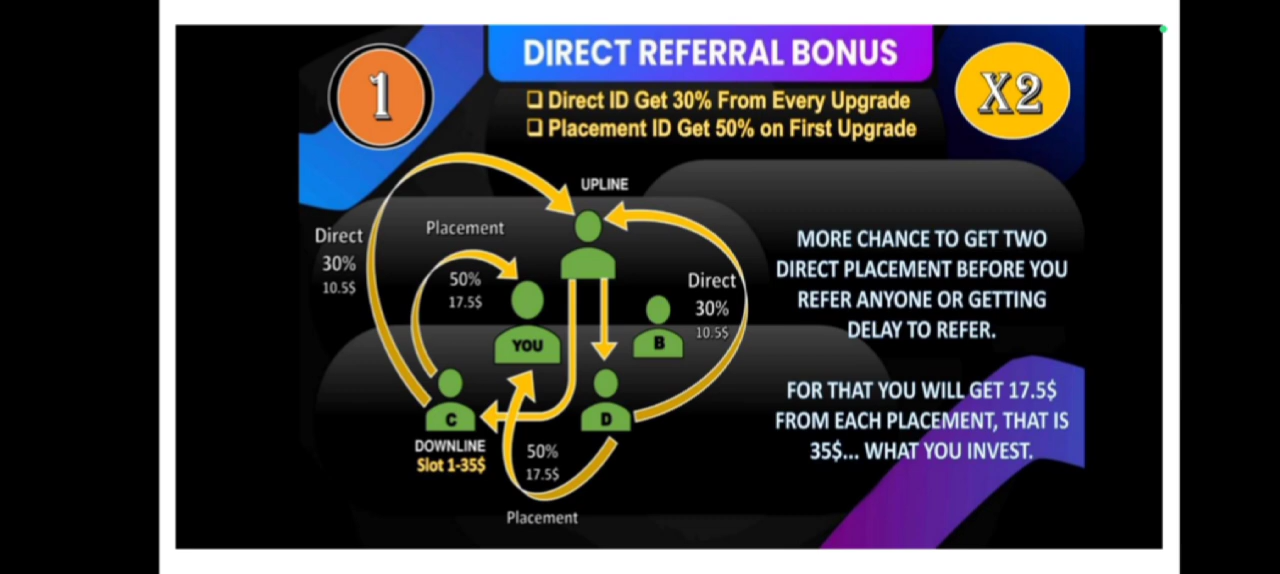 1
DIRECT REFERRAL BONUS
X2
Direct ID Get 30% From Every Upgrade
Placement ID Get 50% on First Upgrade
UPLINE
Direct
30%
10.5$
Placement
50%
17.5$
YOU
B
Direct
30%
10.5$
C
D
DOWNLINE
Slot 1-35$
50%
17.5$
Placement
MORE CHANCE TO GET TWO
DIRECT PLACEMENT BEFORE YOU
REFER ANYONE OR GETTING
DELAY TO REFER.
FOR THAT YOU WILL GET 17.5$
FROM EACH PLACEMENT, THAT IS
35$... WHAT YOU INVEST.